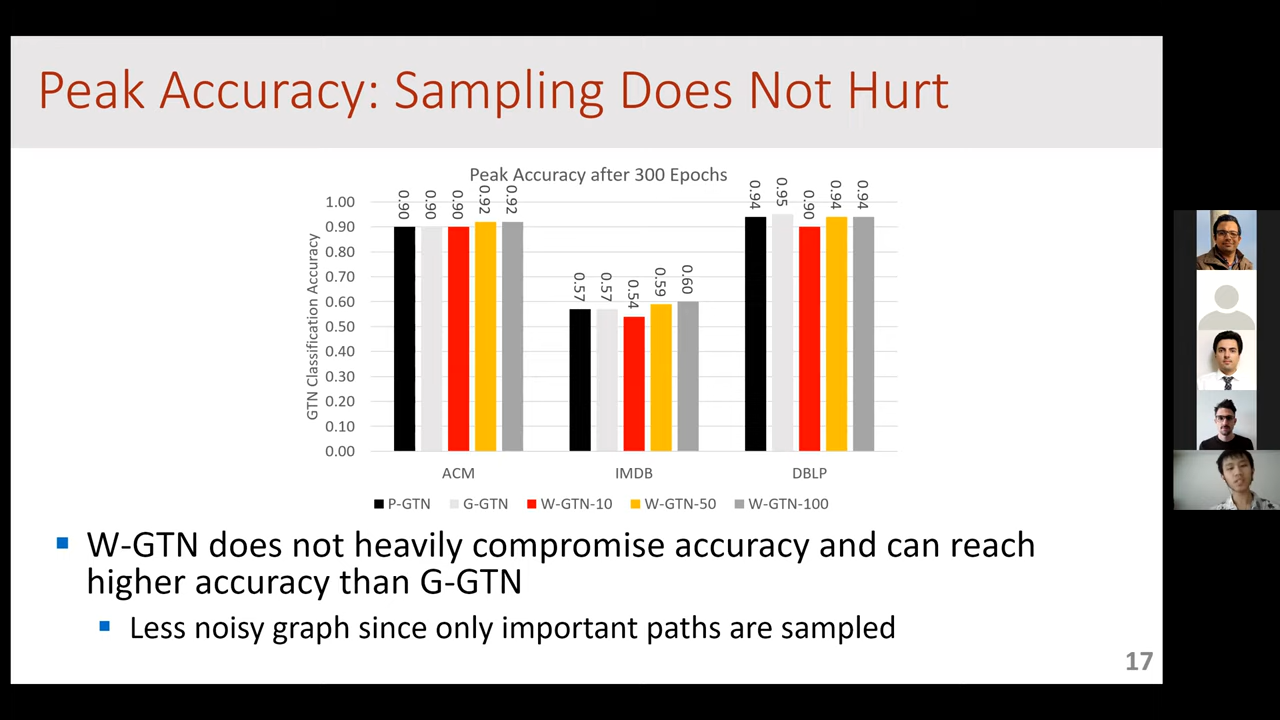 Peak Accuracy: Sampling Does Not Hurt
Peak Accuracy after 300 Epochs
GTN Classification Accuracy
1.00
0.90
0.80
0.70
0.60
0.50
0.40
0.30
0.20
0.10
0.00
0.90 0.90 0.90 0.92 0.92
0.57 0.57 0.54 0.59 0.60
0.94 0.95 0.90 0.94 0.94
ACM IMDB DBLP
P-GTN G-GTN W-GTN-10 W-GTN-50 W-GTN-100
W-GTN does not heavily compromise accuracy and can reach
higher accuracy than G-GTN
Less noisy graph since only important paths are sampled
17